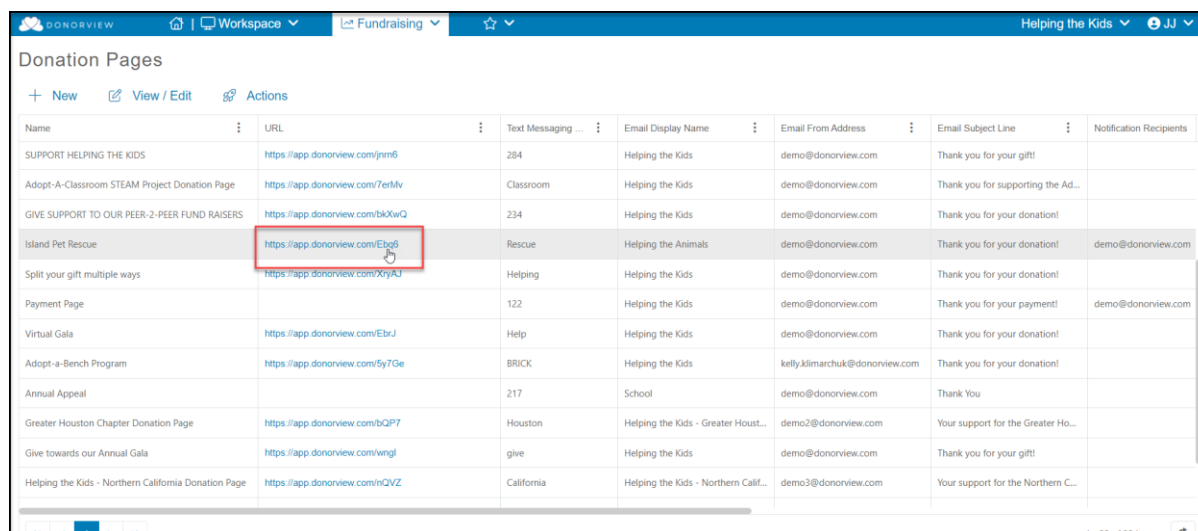 DONORVIEW | Workspace Fundraising Helping the Kids JJ
Donation Pages
+ New View / Edit Actions
Name URL Text Messaging ... Email Display Name Email From Address Email Subject Line Notification Recipients
SUPPORT HELPING THE KIDS https://app.donorview.com/jnrn6 284 Helping the Kids demo@donorview.com Thank you for your gift!
Adopt-A-Classroom STEAM Project Donation Page https://app.donorview.com/7erMv Classroom Helping the Kids demo@donorview.com Thank you for supporting the Ad...
GIVE SUPPORT TO OUR PEER-2-PEER FUND RAISERS https://app.donorview.com/bkXwQ 234 Helping the Kids demo@donorview.com Thank you for your donation!
Island Pet Rescue https://app.donorview.com/Ebg6 Rescue Helping the Animals demo@donorview.com Thank you for your donation! demo@donorview.com
Split your gift multiple ways https://app.donorview.com/XryAJ Helping Helping the Kids demo@donorview.com Thank you for your donation!
Payment Page 122 Helping the Kids demo@donorview.com Thank you for your payment! demo@donorview.com
Virtual Gala https://app.donorview.com/EbrJ Help Helping the Kids demo@donorview.com Thank you for your donation!
Adopt-a-Bench Program https://app.donorview.com/5y7Ge BRICK Helping the Kids kelly.klimarchuk@donorview.com Thank you for your donation!
Annual Appeal 217 School demo@donorview.com Thank You
Greater Houston Chapter Donation Page https://app.donorview.com/bQP7 Houston Helping the Kids - Greater Houst... demo2@donorview.com Your support for the Greater Ho...
Give towards our Annual Gala https://app.donorview.com/wngl give Helping the Kids demo@donorview.com Thank you for your gift!
Helping the Kids - Northern California Donation Page https://app.donorview.com/nQVZ California Helping the Kids - Northern Calif... demo3@donorview.com Your support for the Northern C...